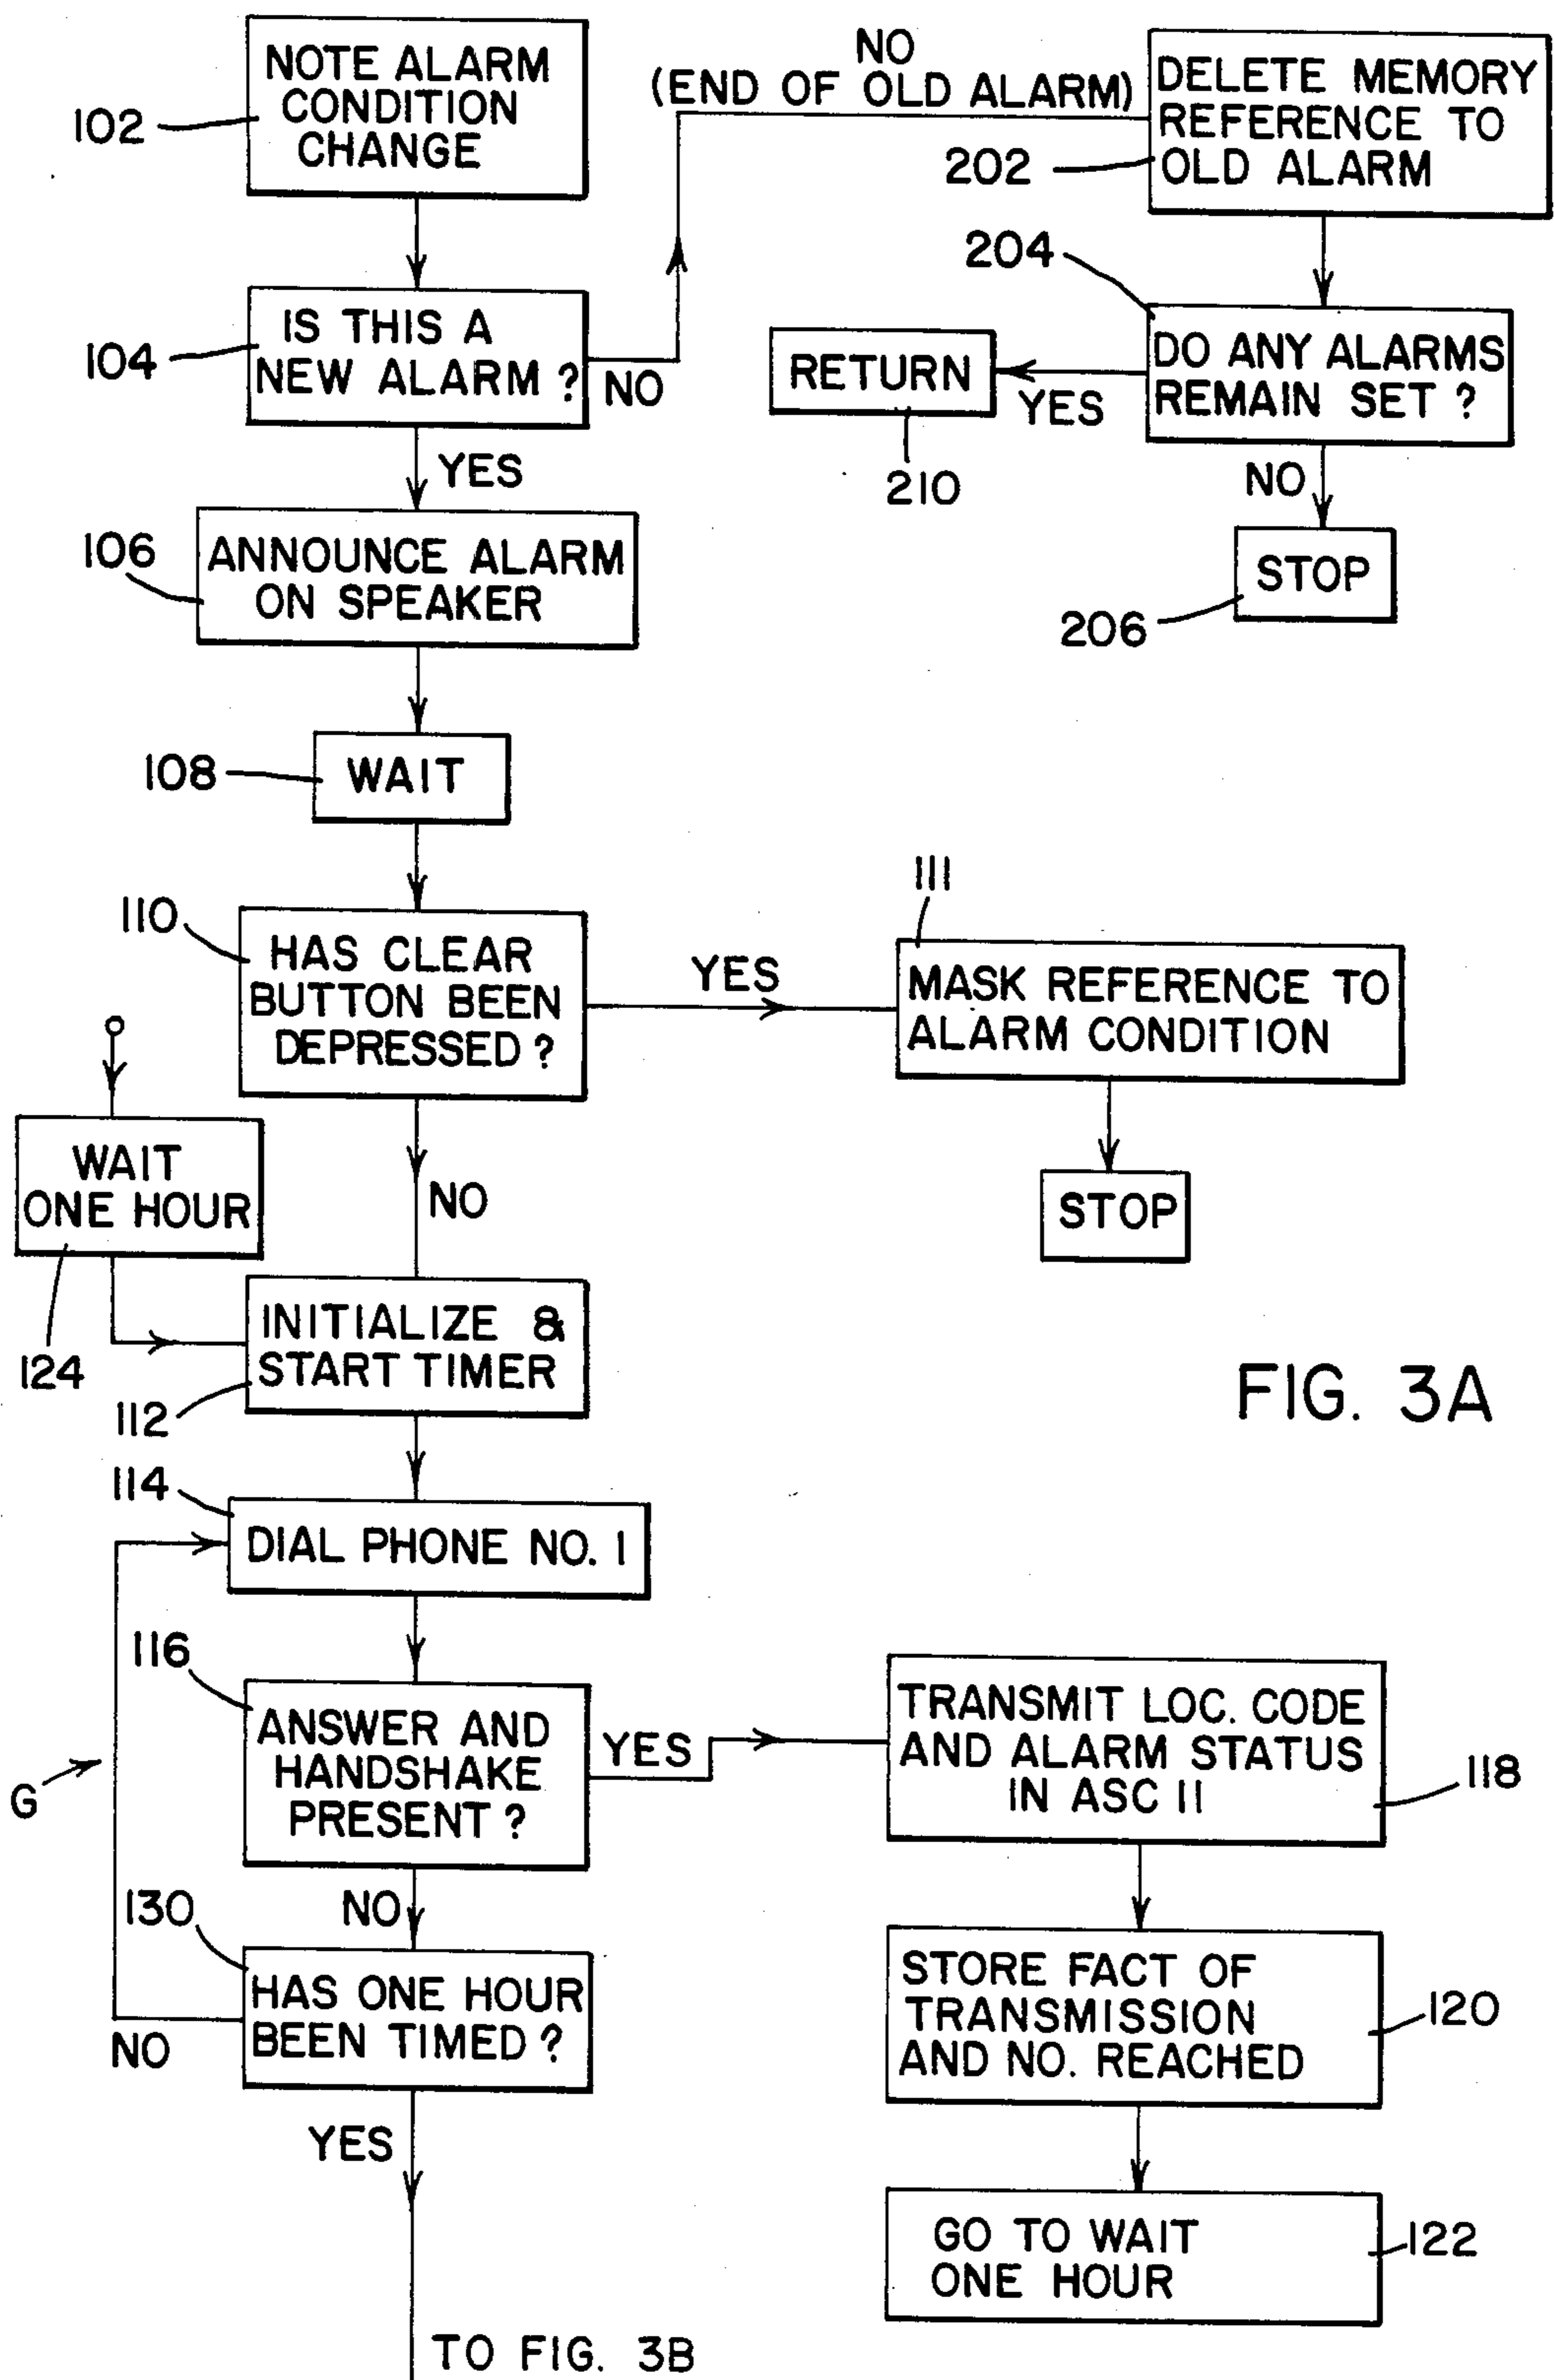 NOTE ALARM
CONDITION
CHANGE
102
NO
(END OF OLD ALARM)
DELETE MEMORY
REFERENCE TO
OLD ALARM
202
IS THIS A
NEW ALARM ?
104
NO
YES
204
DO ANY ALARMS
REMAIN SET ?
YES
RETURN
210
NO
STOP
206
106
ANNOUNCE ALARM
ON SPEAKER
108
WAIT
110
HAS CLEAR
BUTTON BEEN
DEPRESSED ?
YES
111
MASK REFERENCE TO
ALARM CONDITION
STOP
NO
WAIT
ONE HOUR
124
INITIALIZE &
START TIMER
112
FIG. 3A
114
DIAL PHONE NO. 1
116
ANSWER AND
HANDSHAKE
PRESENT ?
YES
TRANSMIT LOC. CODE
AND ALARM STATUS
IN ASC II
118
G
NO
130
HAS ONE HOUR
BEEN TIMED ?
NO
YES
STORE FACT OF
TRANSMISSION
AND NO. REACHED
120
GO TO WAIT
ONE HOUR
122
TO FIG. 3B